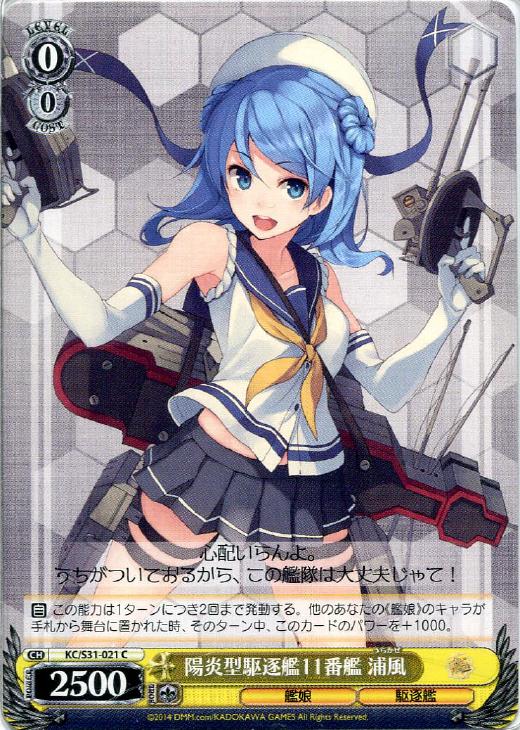 LEVEL
0
0
COST
心配いらんよ。
うちがついておるから、この艦隊は大丈夫じゃて！
自 この能力は1ターンにつき2回まで発動する。他のあなたの《艦娘》のキャラが
手札から舞台に置かれた時、そのターン中、このカードのパワーを＋1000。
CH KC/S31-021 C
うらかぜ
陽炎型駆逐艦11番艦 浦風
POWER
2500
SOUL
艦娘
駆逐艦
©2014 DMM.com/KADOKAWA GAMES All Rights Reserved.